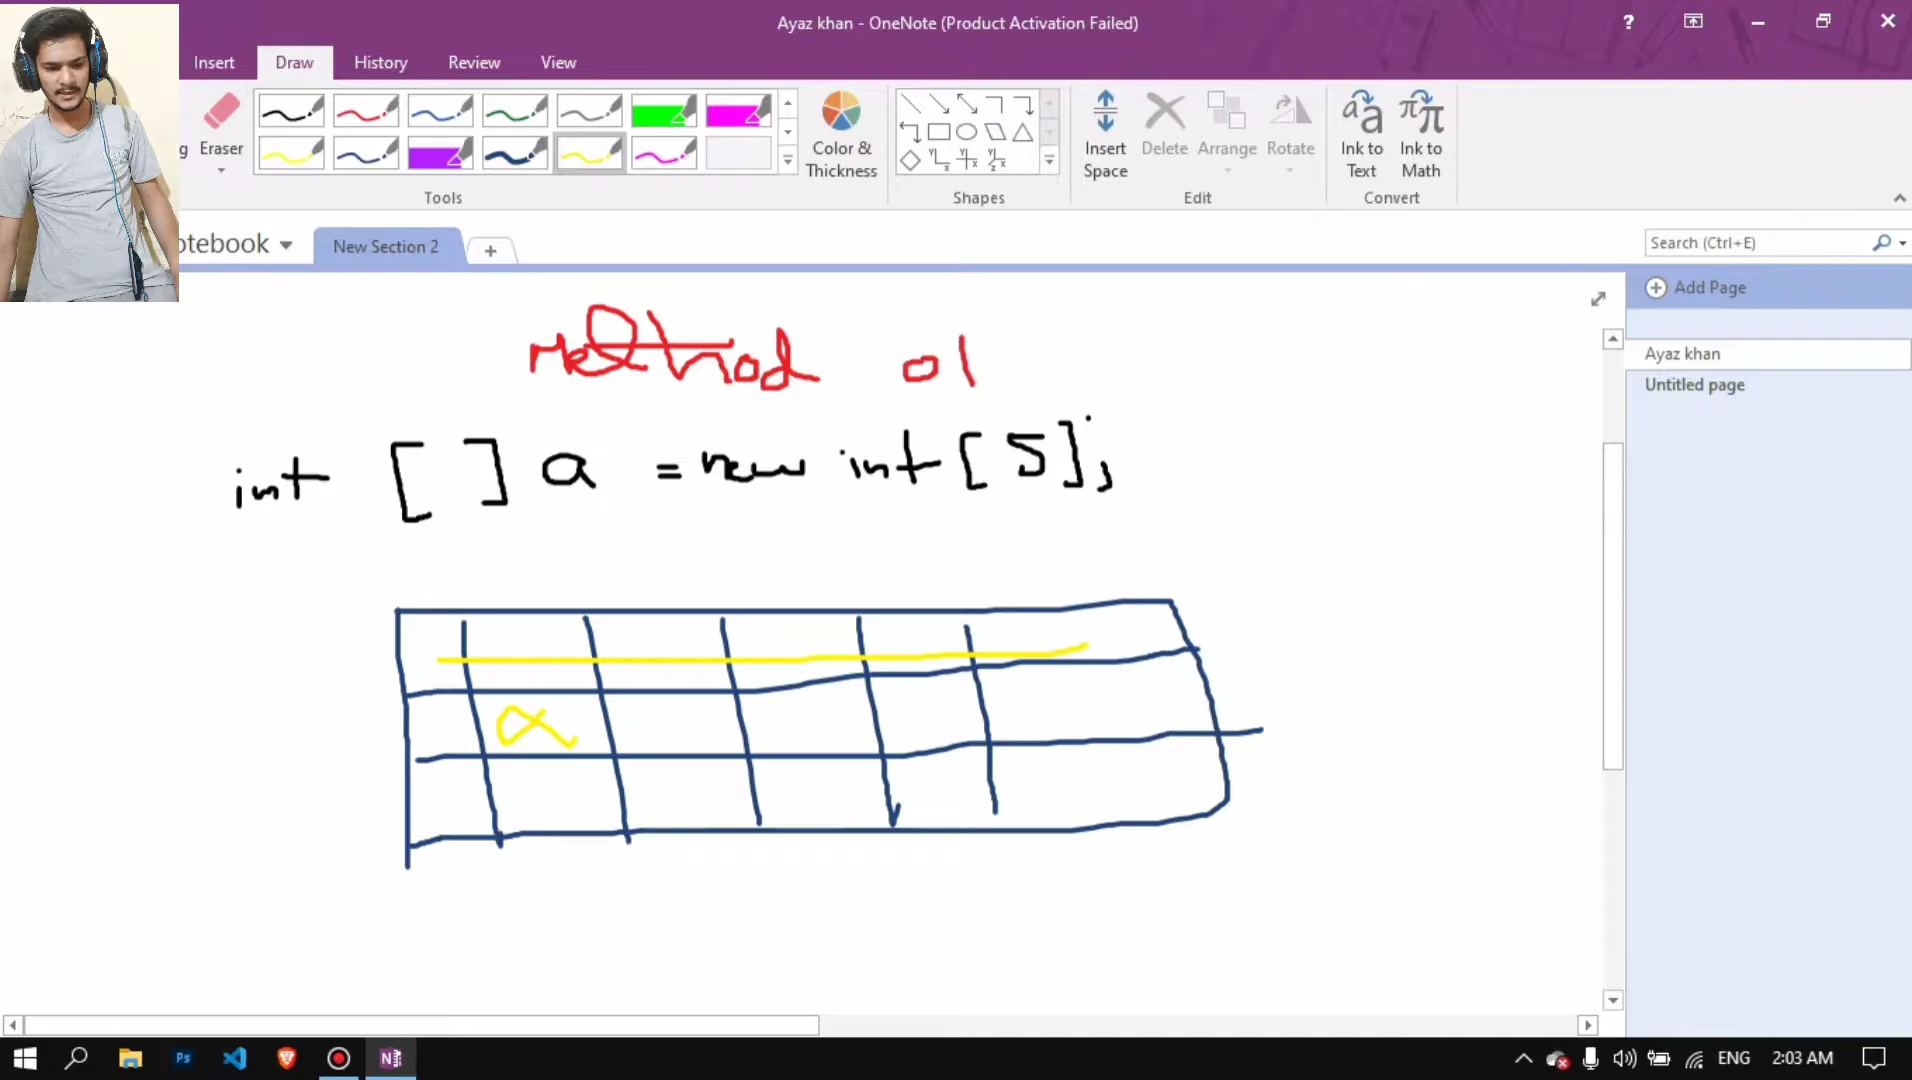 Ayaz khan - OneNote (Product Activation Failed)
Insert Draw History Review View
Eraser
Color & Thickness
Insert Space
Delete
Arrange
Rotate
Ink to Text
Ink to Math
Tools
Shapes
Edit
Convert
otebook
New Section 2
Search (Ctrl+E)
Add Page
Ayaz khan
Untitled page
Method 01
int [ ] a = new int [ 5 ] ;
a
Ps
N
ENG
2:03 AM